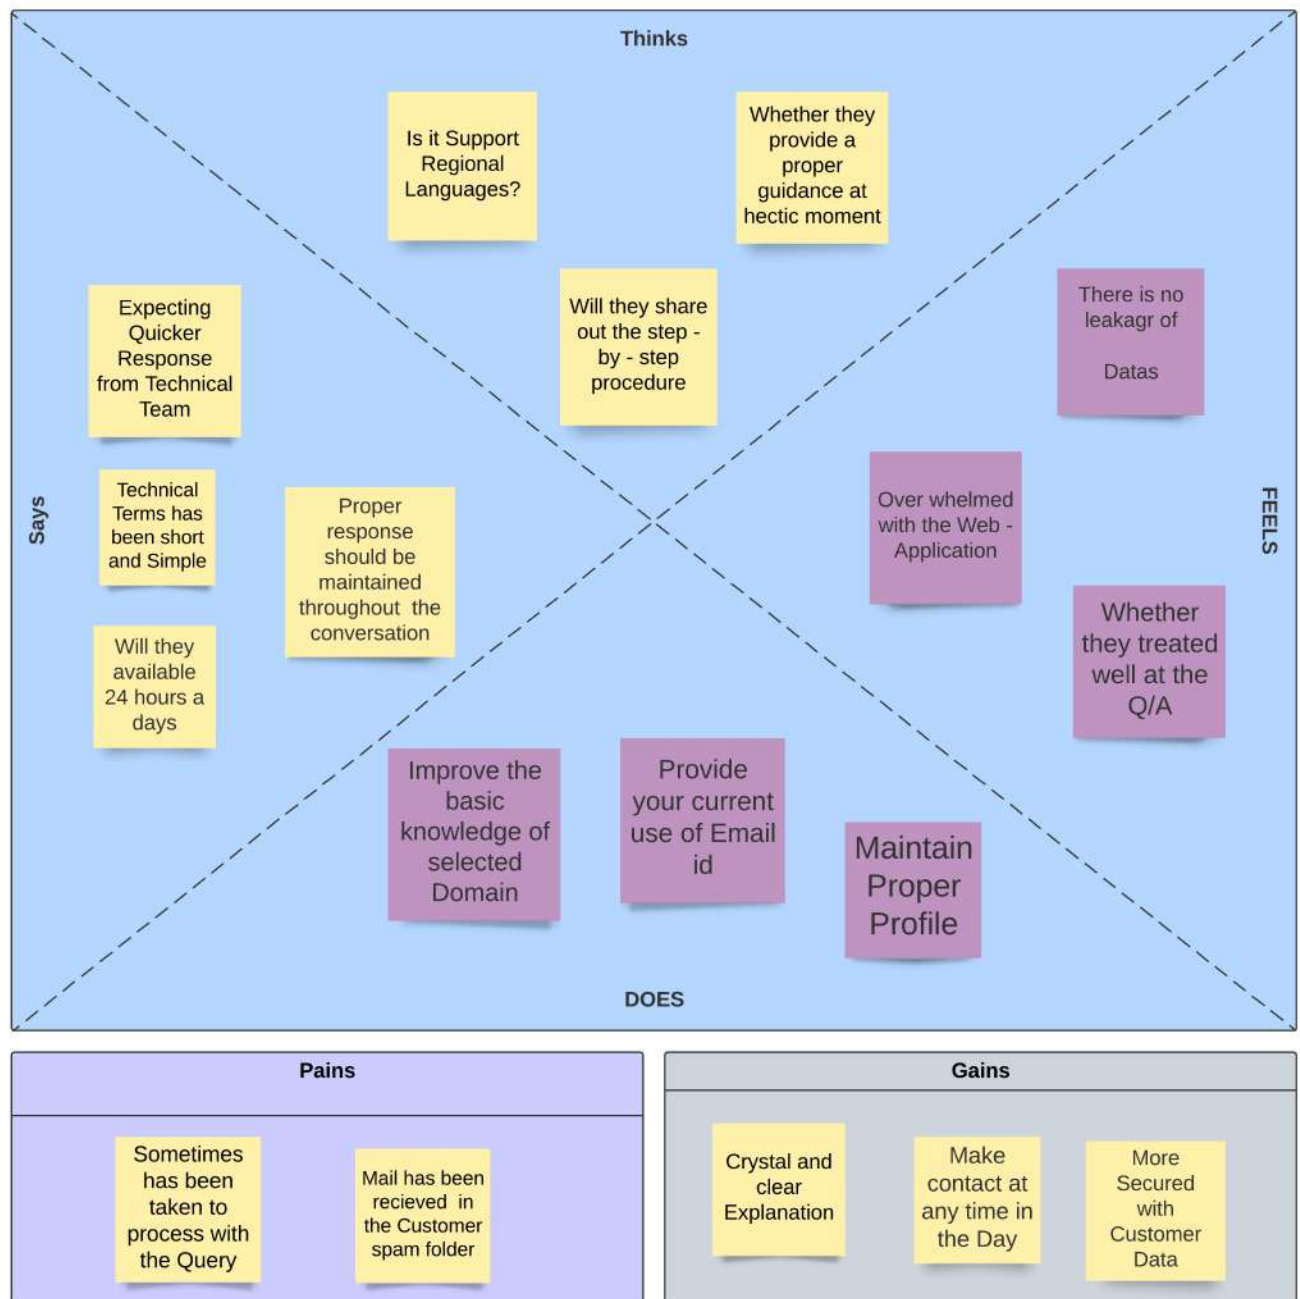 Thinks
Is it Support
Regional
Languages?
Whether they
provide a
proper
guidance at
hectic moment
Will they share
out the step -
by - step
procedure
Says
Expecting
Quicker
Response
from Technical
Team
Technical
Terms has
been short
and Simple
Will they
available
24 hours a
days
Proper
response
should be
maintained
throughout the
conversation
FEELS
There is no
leakagr of
Datas
Over whelmed
with the Web -
Application
Whether
they treated
well at the
Q/A
Improve the
basic
knowledge of
selected
Domain
Provide
your current
use of Email
id
Maintain
Proper
Profile
DOES
Pains
Sometimes
has been
taken to
process with
the Query
Mail has been
recieved in
the Customer
spam folder
Gains
Crystal and
clear
Explanation
Make
contact at
any time in
the Day
More
Secured
with
Customer
Data